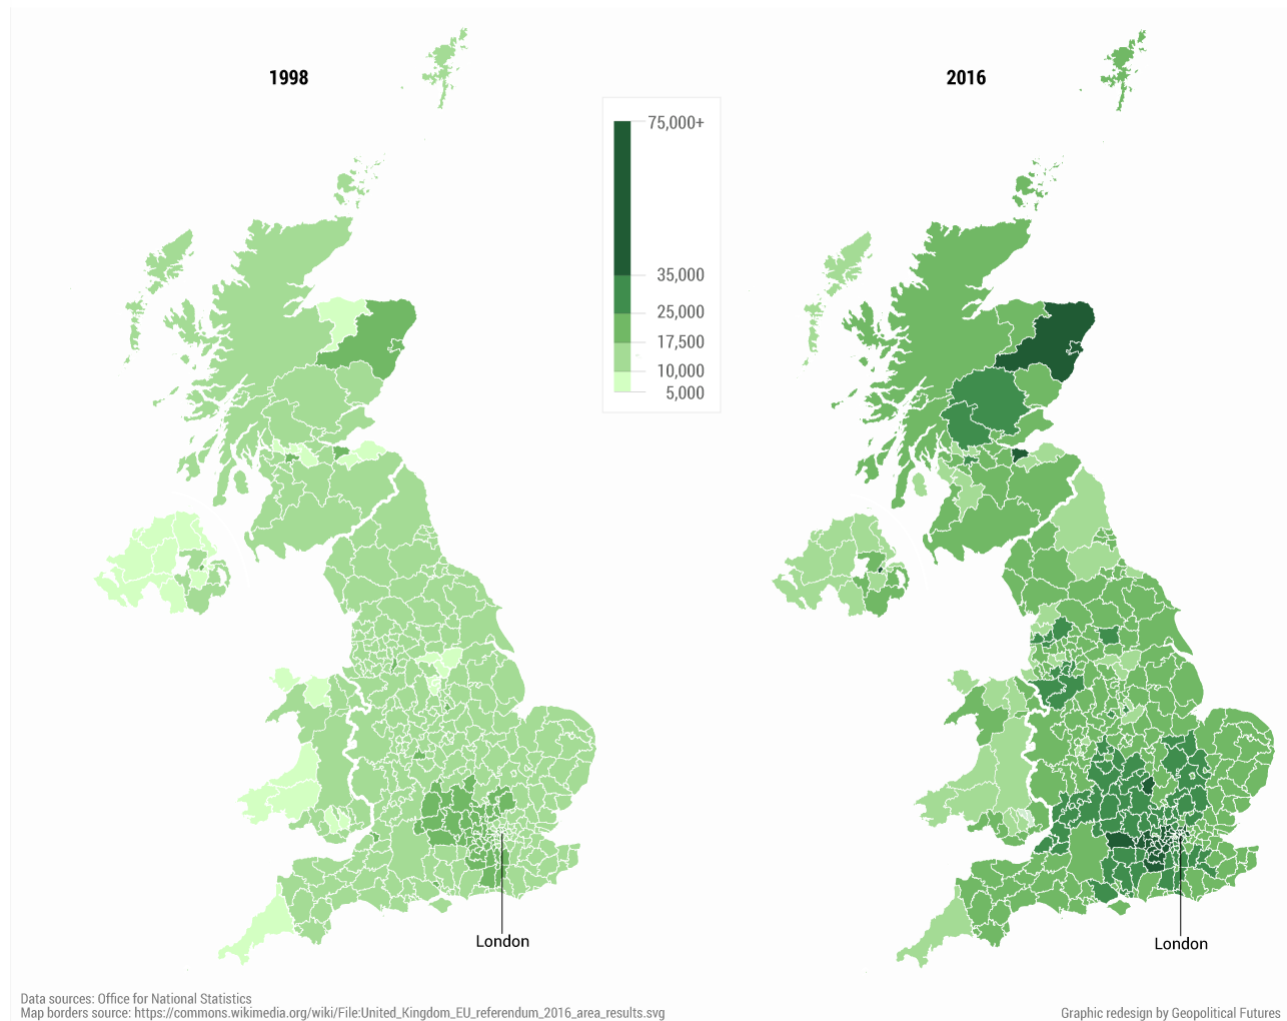 1998
2016
75,000+
35,000
25,000
17,500
10,000
5,000
London
London
Data sources: Office for National Statistics
Map borders source: https://commons.wikimedia.org/wiki/File:United_Kingdom_EU_referendum_2016_area_results.svg
Graphic redesign by Geopolitical Futures